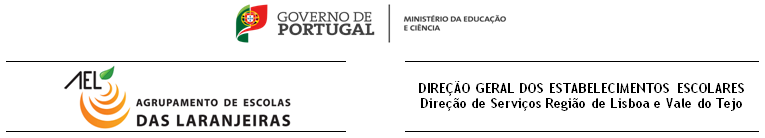 GOVERNO DE
PORTUGAL
MINISTÉRIO DA EDUCAÇÃO
E CIÊNCIA
AEL
AGRUPAMENTO DE ESCOLAS
DAS LARANJEIRAS
DIREÇÃO GERAL DOS ESTABELECIMENTOS ESCOLARES
Direção de Serviços Região de Lisboa e Vale do Tejo